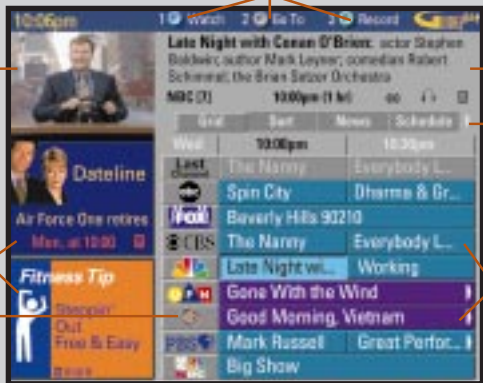 10:06pm 1 Watch 2 Go To 3 Record
Late Night with Conan O'Brien: actor Stephen
Baldwin; author Mark Leyner; comedian Robert
Schimmel; the Brian Setzer Orchestra
NBC [7] 10:00pm (1 hr)
Grid Sort News Schedule
Wed 10:00pm 10:30pm
Last Channel The Nanny Everybody L...
abc Spin City Dharma & Gr...
FOX Beverly Hills 90210
CBS The Nanny Everybody L...
Late Night wi... Working
Gone With the Wind
Good Morning, Vietnam
PBS Mark Russell Great Perfor...
Big Show
Dateline
Air Force One retires
Mon, at 10:00
Fitness Tip
Steppin'
Out
Free & Easy